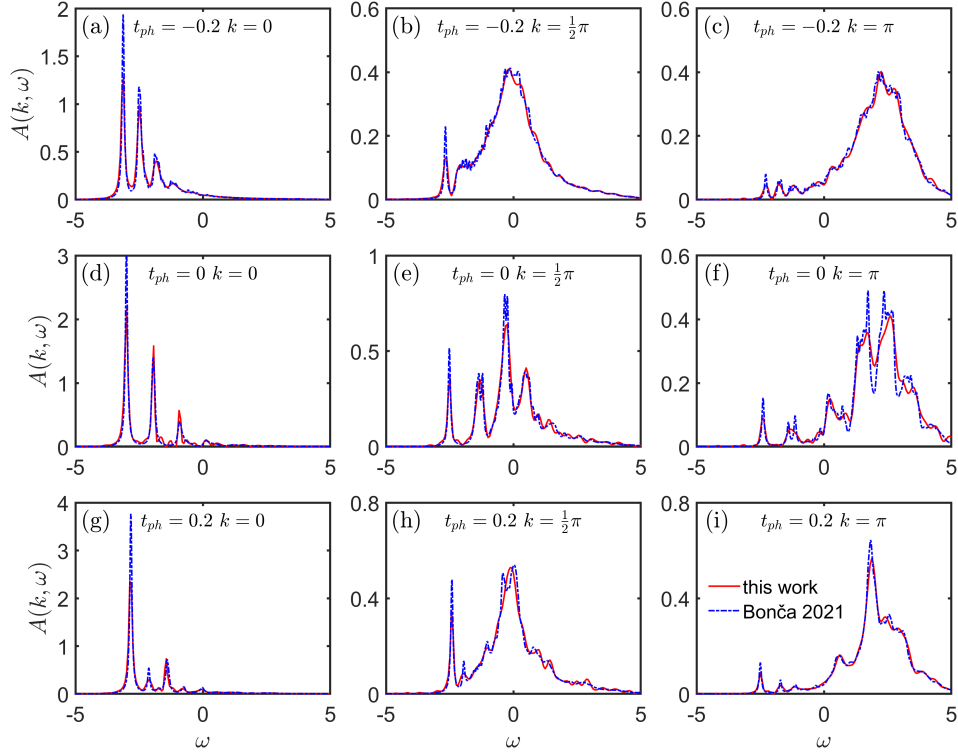 (a) t_{ph} = −0.2 k = 0
A(k, ω)
2
1.5
1
0.5
0
-5 0 5
ω
(b) t_{ph} = −0.2 k = ½π
0.6
0.4
0.2
0
-5 0 5
ω
(c) t_{ph} = −0.2 k = π
0.6
0.4
0.2
0
-5 0 5
ω
(d) t_{ph} = 0 k = 0
A(k, ω)
3
2
1
0
-5 0 5
(e) t_{ph} = 0 k = ½π
1
0.5
0
-5 0 5
(f) t_{ph} = 0 k = π
0.6
0.4
0.2
0
-5 0 5
(g) t_{ph} = 0.2 k = 0
A(k, ω)
4
3
2
1
0
-5 0 5
ω
(h) t_{ph} = 0.2 k = ½π
0.8
0.4
0
-5 0 5
ω
(i) t_{ph} = 0.2 k = π
0.8
0.4
0
this work
Bonča 2021
-5 0 5
ω